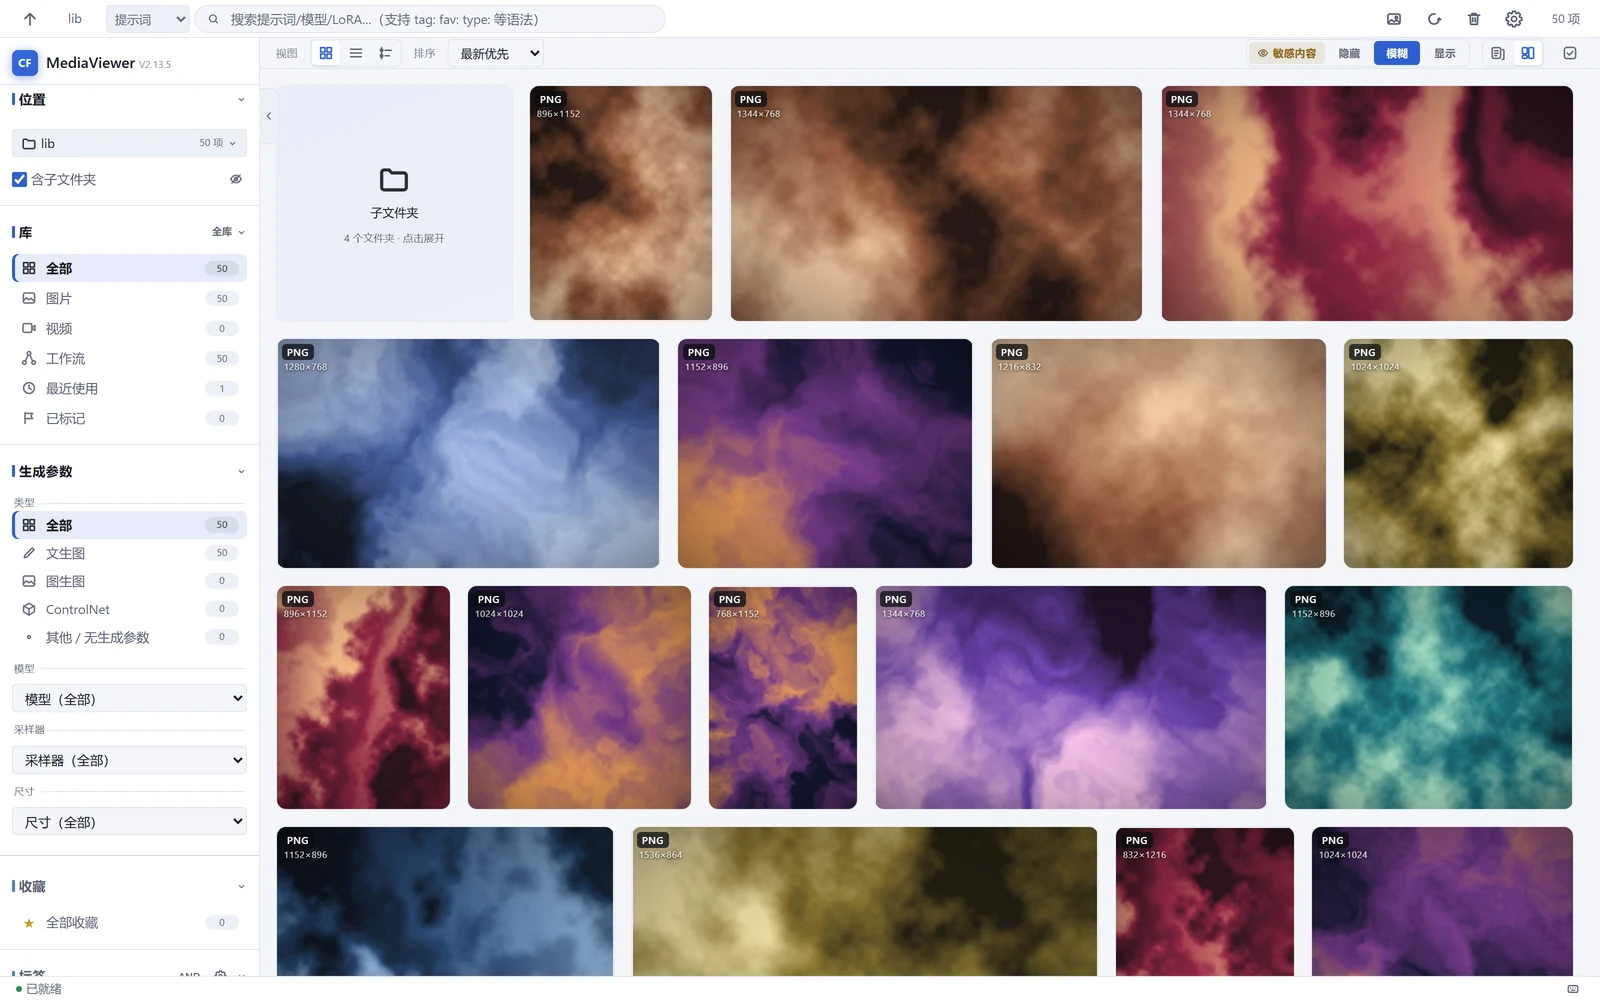 lib
提示词
搜索提示词/模型/LoRA...（支持 tag: fav: type: 等语法）
50 项
CF MediaViewer V2.13.5
视图
排序
最新优先
敏感内容
隐藏
模糊
显示
位置
lib 50 项
含子文件夹
库 全库
全部 50
图片 50
视频 0
工作流 50
最近使用 1
已标记 0
生成参数
类型
全部 50
文生图 50
图生图 0
ControlNet 0
其他 / 无生成参数 0
模型
模型（全部）
采样器
采样器（全部）
尺寸
尺寸（全部）
收藏
全部收藏 0
标签 AND
已就绪
子文件夹
4 个文件夹 · 点击展开
PNG
896×1152
PNG
1344×768
PNG
1344×768
PNG
1280×768
PNG
1152×896
PNG
1216×832
PNG
1024×1024
PNG
896×1152
PNG
1024×1024
PNG
768×1152
PNG
1344×768
PNG
1152×896
PNG
1152×896
PNG
1536×864
PNG
832×1216
PNG
1024×1024